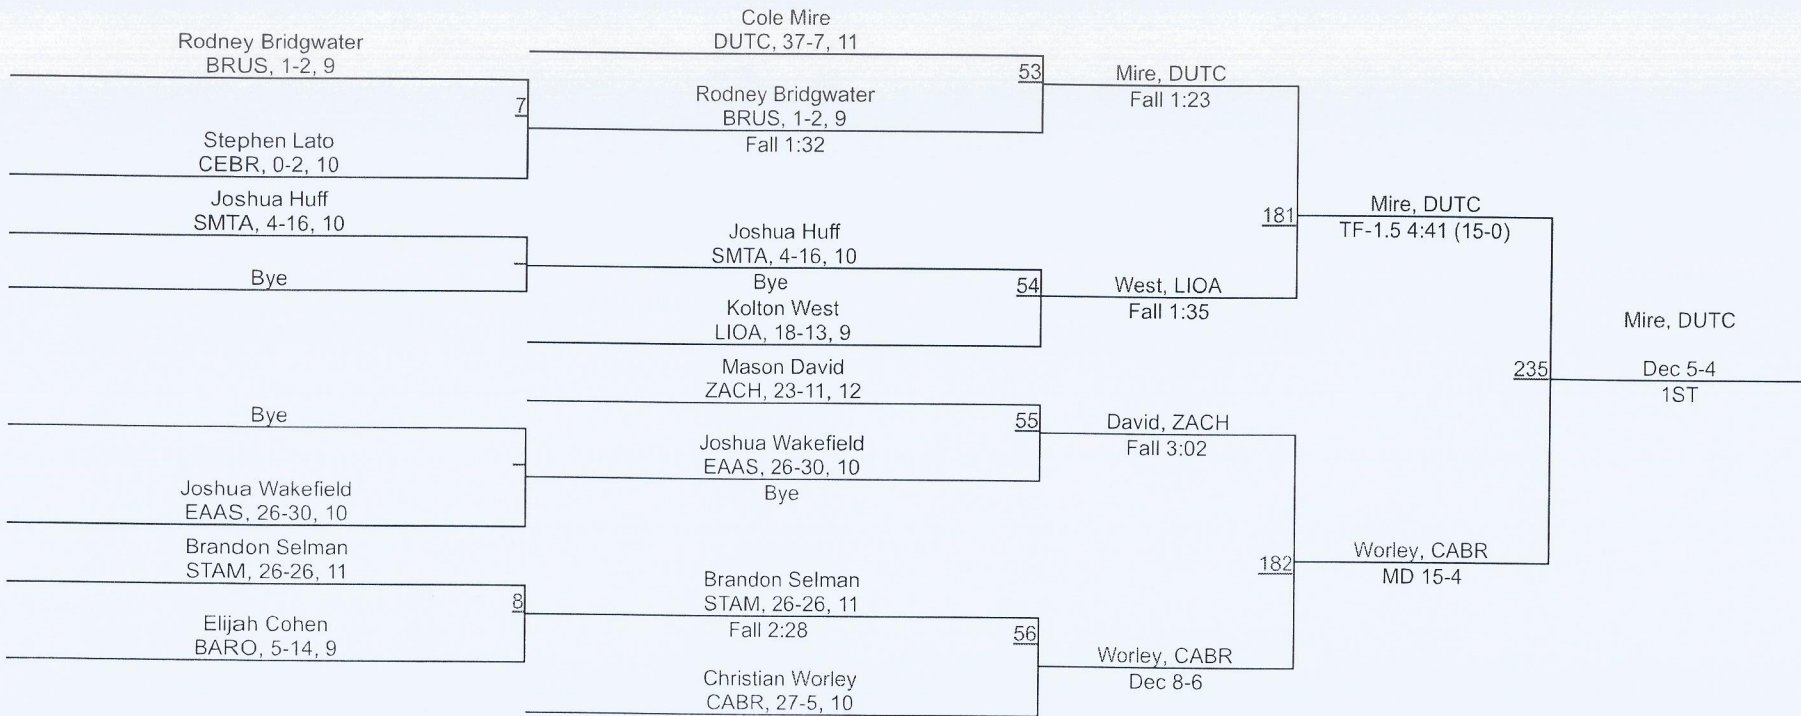 Rodney Bridgwater
BRUS, 1-2, 9
7
Stephen Lato
CEBR, 0-2, 10
Joshua Huff
SMTA, 4-16, 10
Bye
Bye
Joshua Wakefield
EAAS, 26-30, 10
Brandon Selman
STAM, 26-26, 11
8
Elijah Cohen
BARO, 5-14, 9
Cole Mire
DUTC, 37-7, 11
53
Rodney Bridgwater
BRUS, 1-2, 9
Fall 1:32
Joshua Huff
SMTA, 4-16, 10
Bye
54
Kolton West
LIOA, 18-13, 9
Mason David
ZACH, 23-11, 12
55
Joshua Wakefield
EAAS, 26-30, 10
Bye
Brandon Selman
STAM, 26-26, 11
Fall 2:28
56
Christian Worley
CABR, 27-5, 10
Mire, DUTC
Fall 1:23
181
West, LIOA
Fall 1:35
David, ZACH
Fall 3:02
182
Worley, CABR
Dec 8-6
Mire, DUTC
TF-1.5 4:41 (15-0)
235
Worley, CABR
MD 15-4
Mire, DUTC
Dec 5-4
1ST